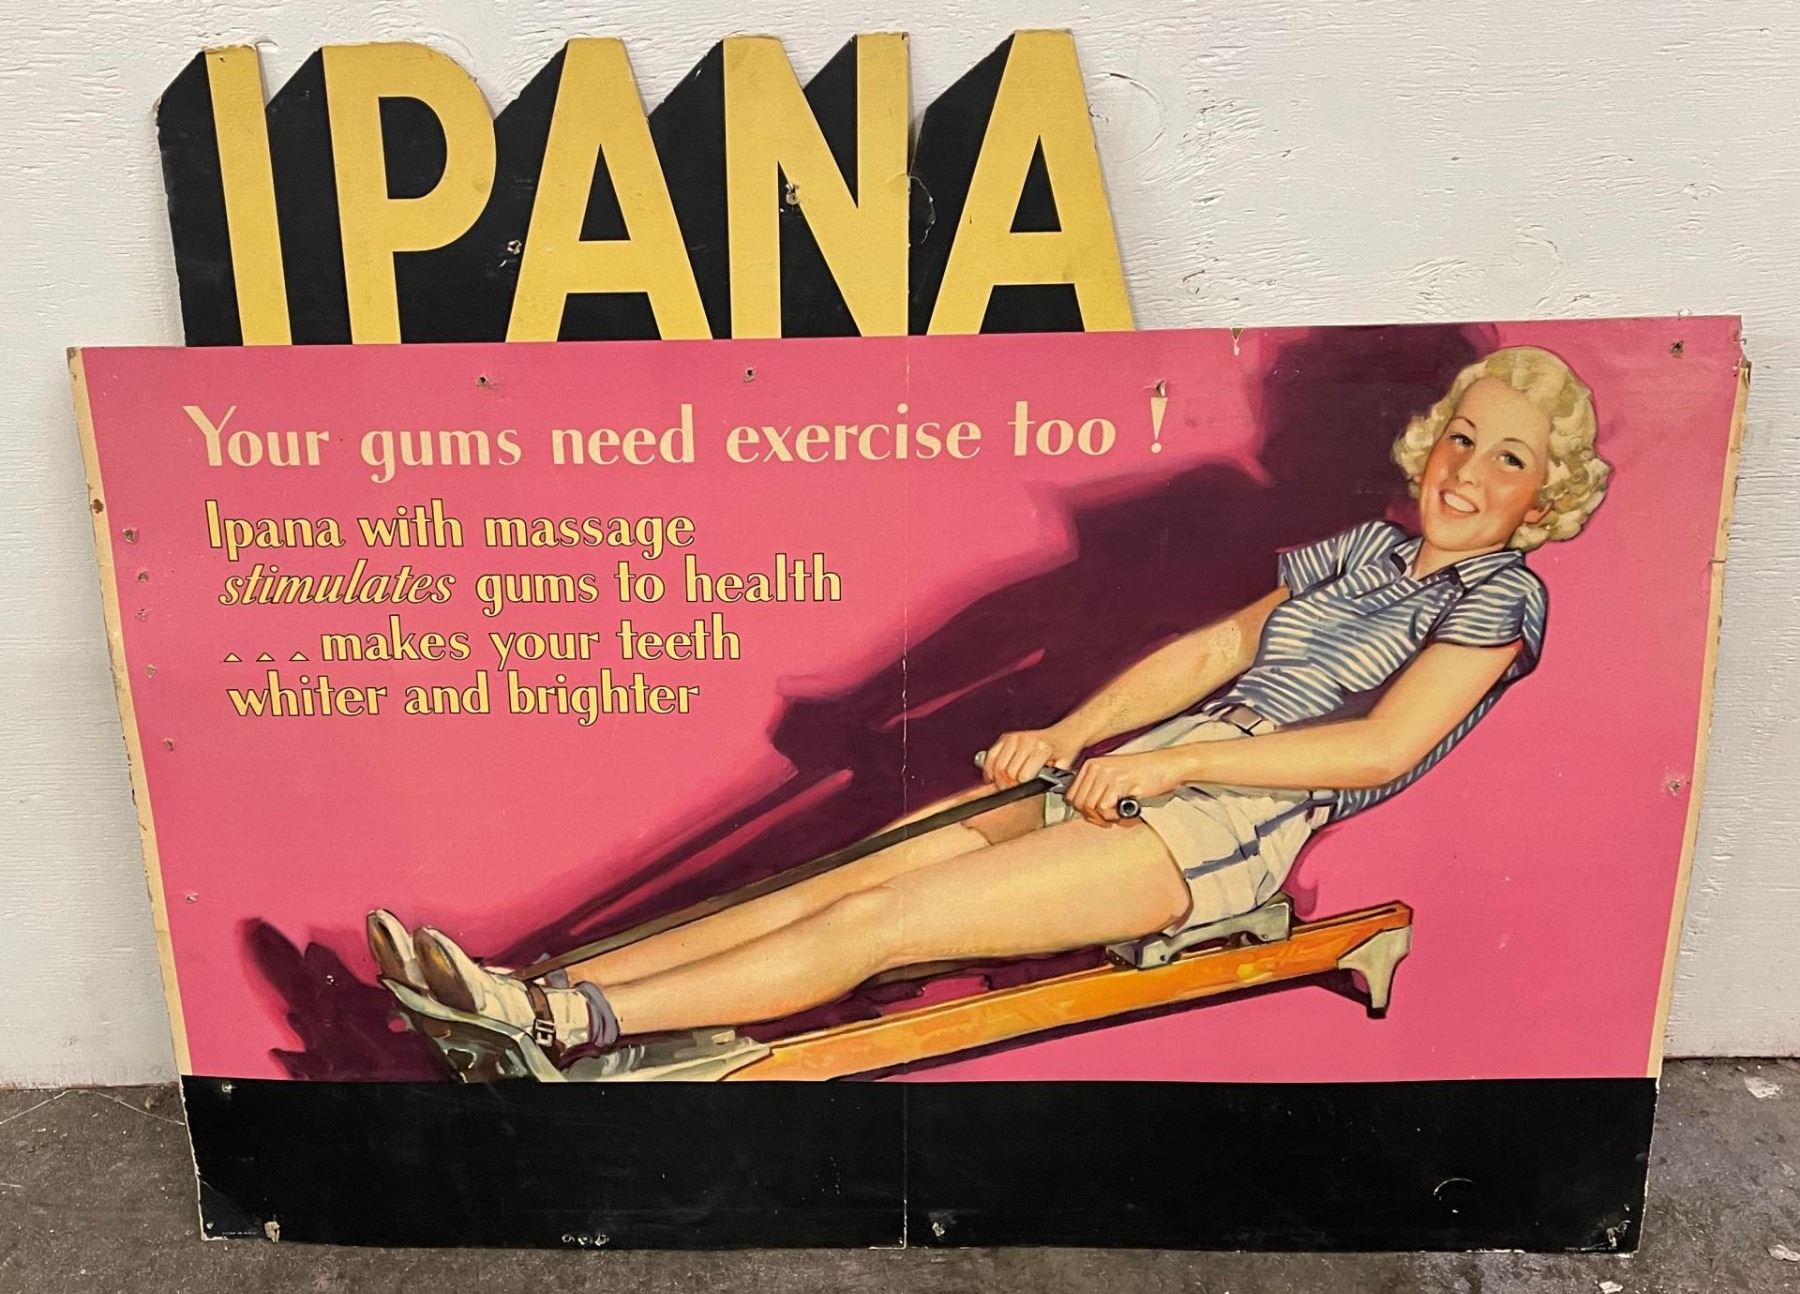 IPANA
Your gums need exercise too !
Ipana with massage
stimulates gums to health
. . . makes your teeth
whiter and brighter